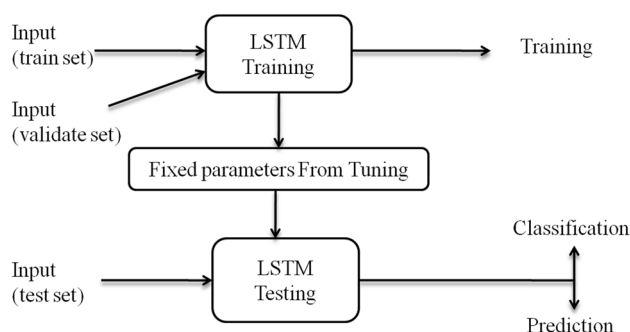 Input
(train set)
LSTM
Training
Training
Input
(validate set)
Fixed parameters From Tuning
Input
(test set)
LSTM
Testing
Classification
Prediction